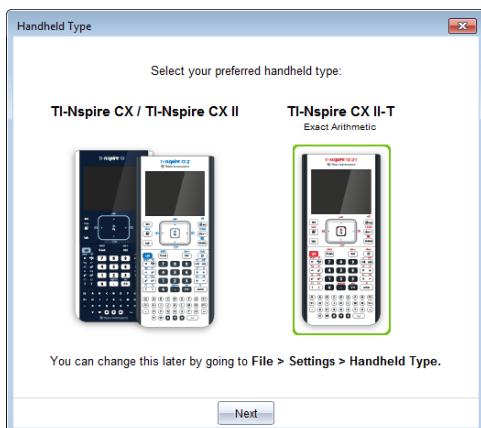 Handheld Type
Select your preferred handheld type:
TI-Nspire CX / TI-Nspire CX II
TI-Nspire CX II-T
Exact Arithmetic
You can change this later by going to File > Settings > Handheld Type.
Next